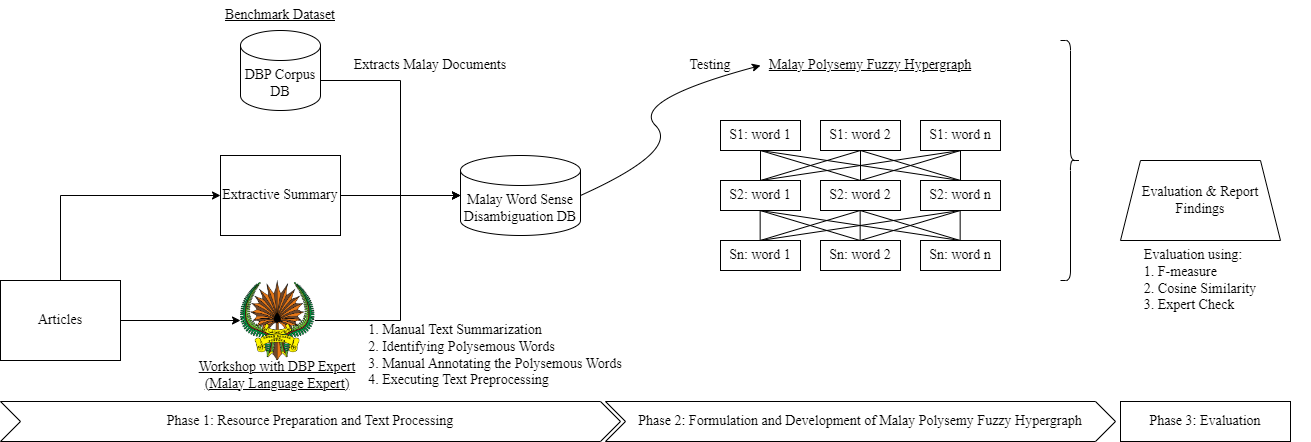 Benchmark Dataset
DBP Corpus
DB
Extracts Malay Documents
Testing
Malay Polysemy Fuzzy Hypergraph
S1: word 1
S1: word 2
S1: word n
Extractive Summary
Malay Word Sense
Disambiguation DB
S2: word 1
S2: word 2
S2: word n
Sn: word 1
Sn: word 2
Sn: word n
Evaluation & Report
Findings
Evaluation using:
1. F-measure
2. Cosine Similarity
3. Expert Check
Articles
Workshop with DBP Expert
(Malay Language Expert)
1. Manual Text Summarization
2. Identifying Polysemous Words
3. Manual Annotating the Polysemous Words
4. Executing Text Preprocessing
Phase 1: Resource Preparation and Text Processing
Phase 2: Formulation and Development of Malay Polysemy Fuzzy Hypergraph
Phase 3: Evaluation